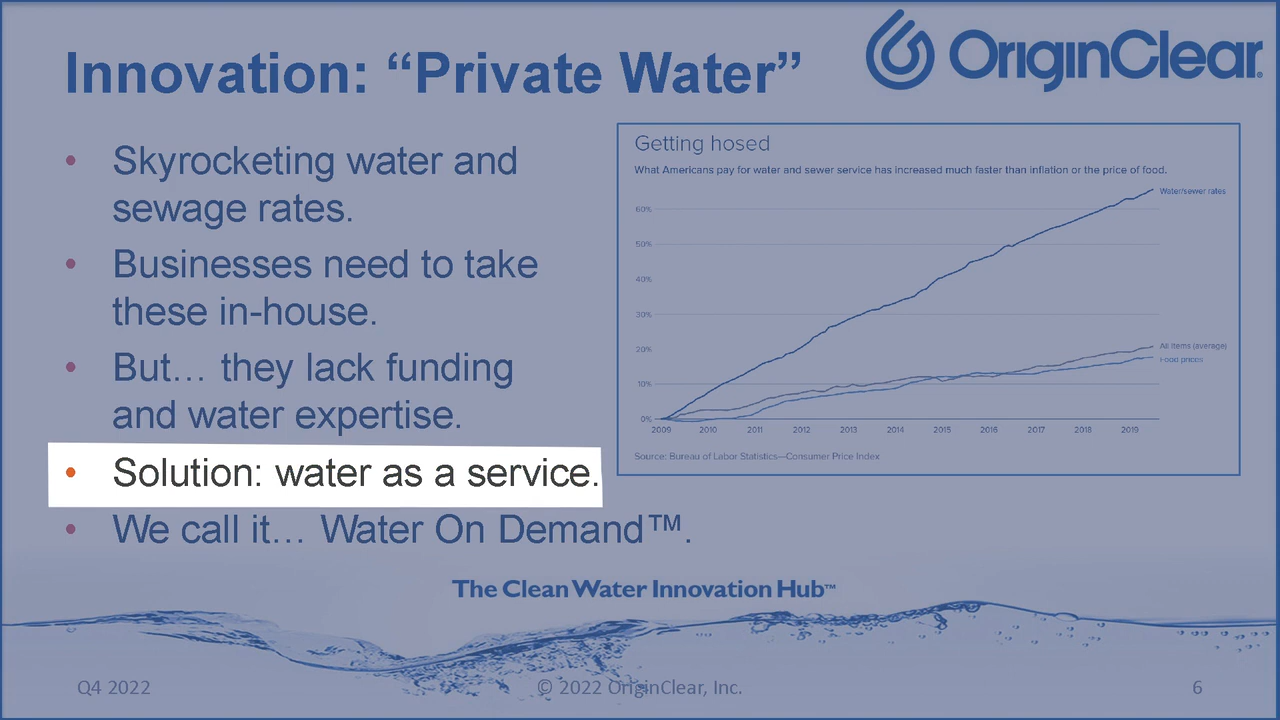 Innovation: “Private Water”
OriginClear®
• Skyrocketing water and
sewage rates.
• Businesses need to take
these in-house.
• But… they lack funding
and water expertise.
• Solution: water as a service.
• We call it… Water On Demand™.
Getting hosed
What Americans pay for water and sewer service has increased much faster than inflation or the price of food.
Water/sewer rates
60%
50%
40%
30%
20%
All items (average)
Food prices
10%
0%
2009 2010 2011 2012 2013 2014 2015 2016 2017 2018 2019
Source: Bureau of Labor Statistics—Consumer Price Index
The Clean Water Innovation Hub™
Q4 2022 © 2022 OriginClear, Inc. 6